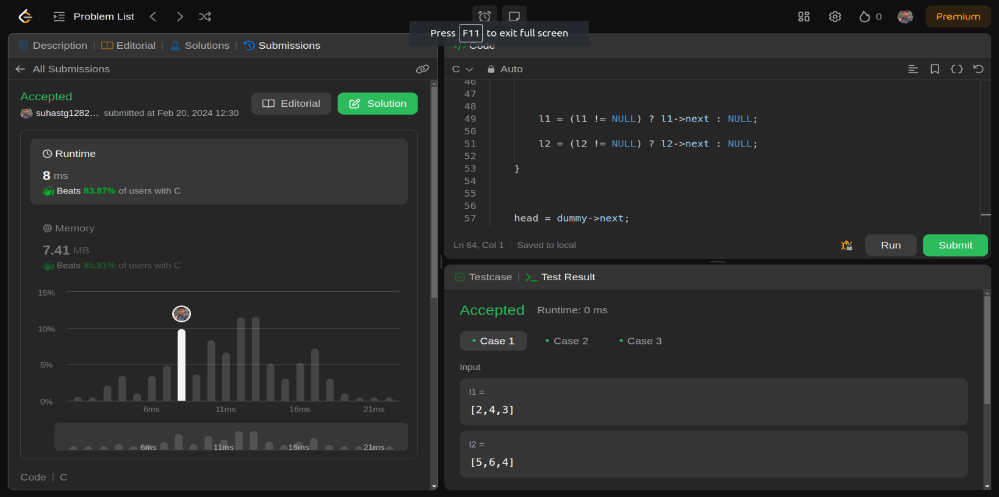 Problem List
0
Premium
Press F11 to exit full screen
Description | Editorial | Solutions | Submissions
All Submissions
Accepted
suhastg1282... submitted at Feb 20, 2024 12:30
Editorial
Solution
Runtime
8 ms
Beats 83.87% of users with C
Memory
7.41 MB
Beats 85.81% of users with C
15%
10%
5%
0%
6ms 11ms 16ms 21ms
6ms 11ms 16ms 21ms
Code | C
</> Code
C Auto
46
47
48
49 l1 = (l1 != NULL) ? l1->next : NULL;
50
51 l2 = (l2 != NULL) ? l2->next : NULL;
52
53 }
54
55
56
57 head = dummy->next;
Ln 64, Col 1 | Saved to local
Run
Submit
Testcase | >_ Test Result
Accepted Runtime: 0 ms
• Case 1 • Case 2 • Case 3
Input
l1 =
[2,4,3]
l2 =
[5,6,4]